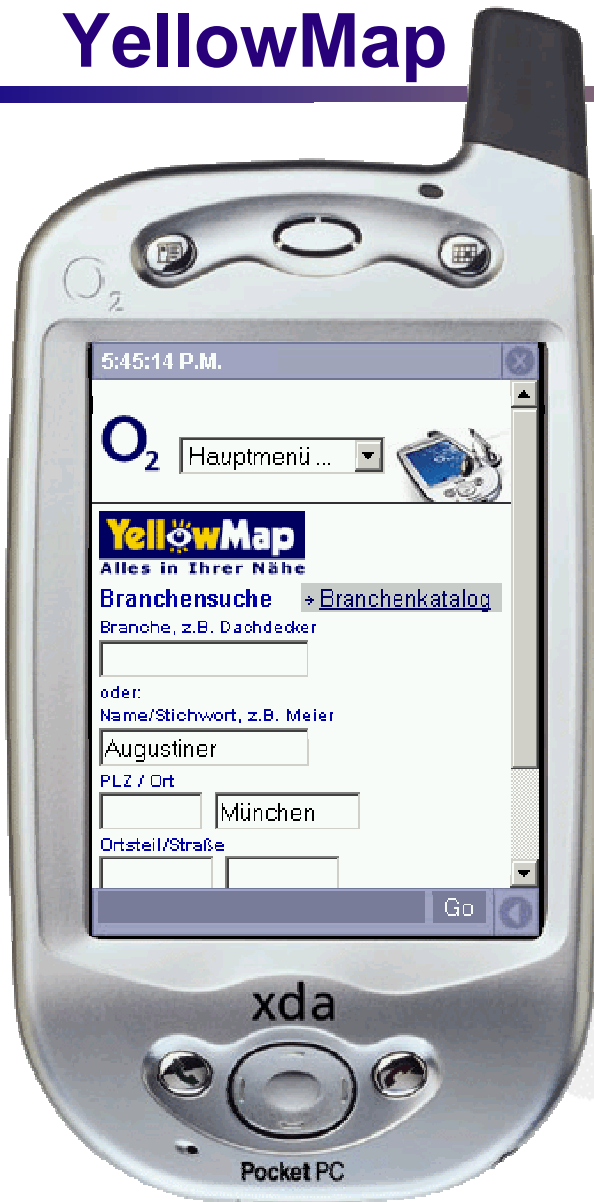 YellowMap
O2
5:45:14 P.M.
O2 Hauptmenü ...
YellowMap
Alles in Ihrer Nähe
Branchensuche Branchenkatalog
Branche, z.B. Dachdecker
oder:
Name/Stichwort, z.B. Meier
Augustiner
PLZ / Ort
München
Ortsteil/Straße
Go
xda
Pocket PC